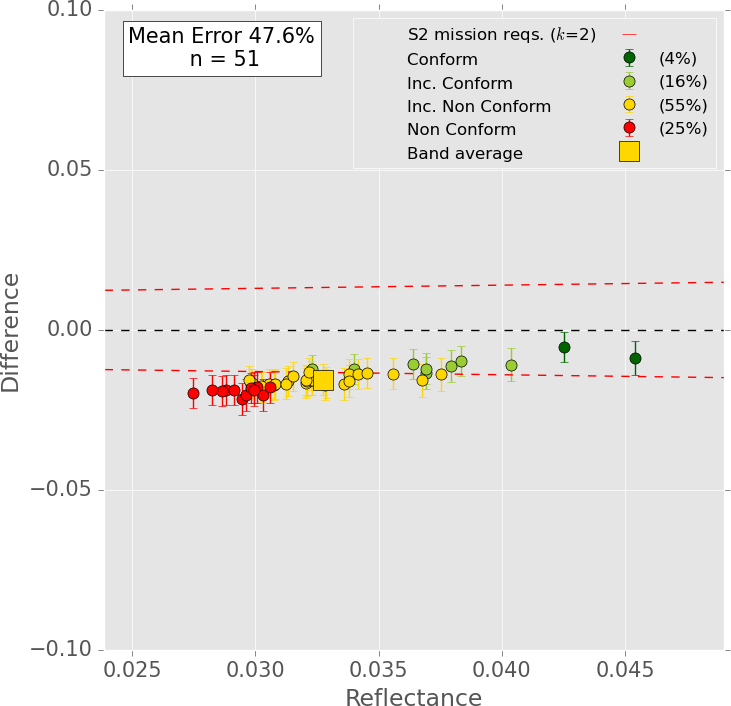 Mean Error 47.6%
n = 51
S2 mission reqs. (k=2)
Conform (4%)
Inc. Conform (16%)
Inc. Non Conform (55%)
Non Conform (25%)
Band average
0.10
0.05
0.00
−0.05
−0.10
Difference
0.025 0.030 0.035 0.040 0.045
Reflectance